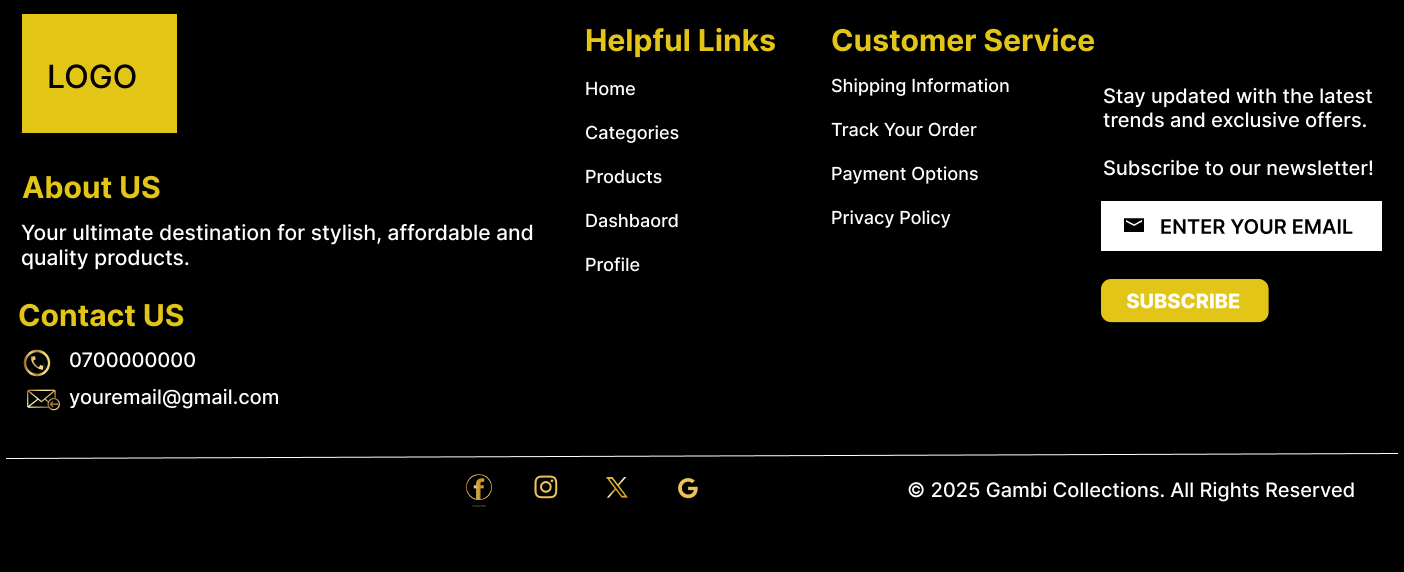 LOGO
About US
Your ultimate destination for stylish, affordable and
quality products.
Contact US
0700000000
youremail@gmail.com
Helpful Links
Home
Categories
Products
Dashbaord
Profile
Customer Service
Shipping Information
Track Your Order
Payment Options
Privacy Policy
Stay updated with the latest
trends and exclusive offers.
Subscribe to our newsletter!
ENTER YOUR EMAIL
SUBSCRIBE
© 2025 Gambi Collections. All Rights Reserved